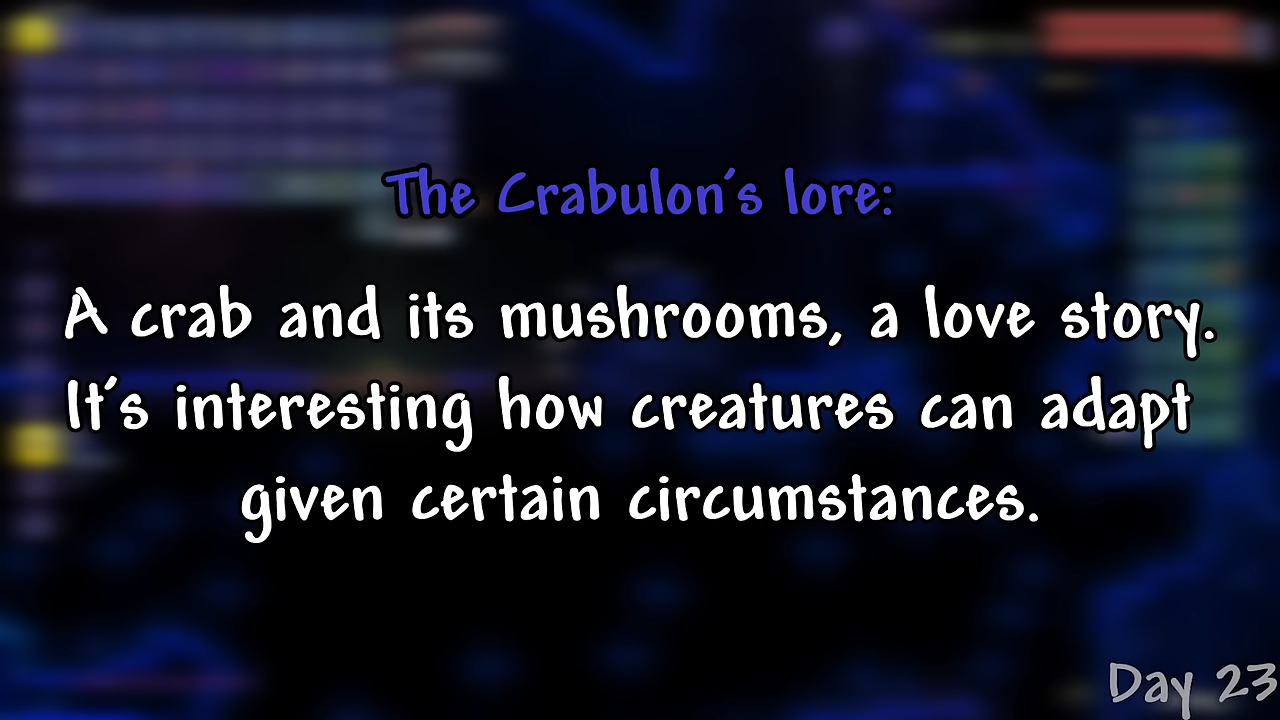 The Crabulon's lore:
A crab and its mushrooms, a love story.
It's interesting how creatures can adapt
given certain circumstances.
Day 23